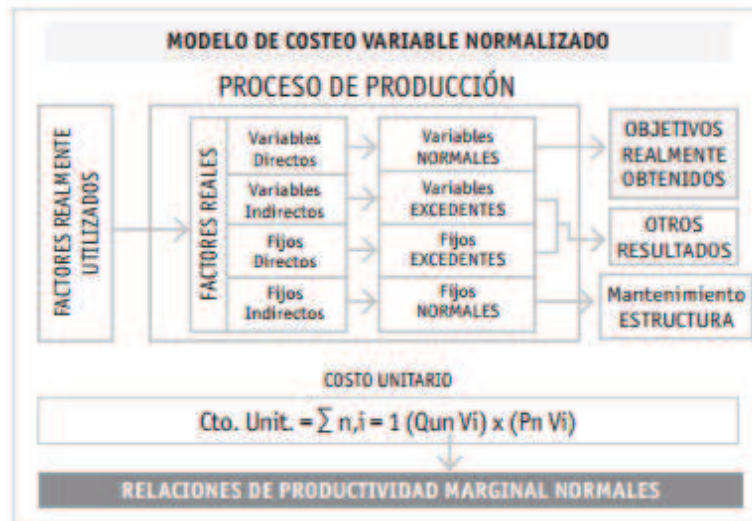 MODELO DE COSTEO VARIABLE NORMALIZADO
PROCESO DE PRODUCCIÓN
FACTORES REALMENTE
UTILIZADOS
FACTORES REALES
Variables
Directos
Variables
NORMALES
OBJETIVOS
REALMENTE
OBTENIDOS
Variables
Indirectos
Variables
EXCEDENTES
Fijos
Directos
Fijos
EXCEDENTES
OTROS
RESULTADOS
Fijos
Indirectos
Fijos
NORMALES
Mantenimiento
ESTRUCTURA
COSTO UNITARIO
Cto. Unit. = ∑ n,i = 1 (Qun Vi) x (Pn Vi)
RELACIONES DE PRODUCTIVIDAD MARGINAL NORMALES